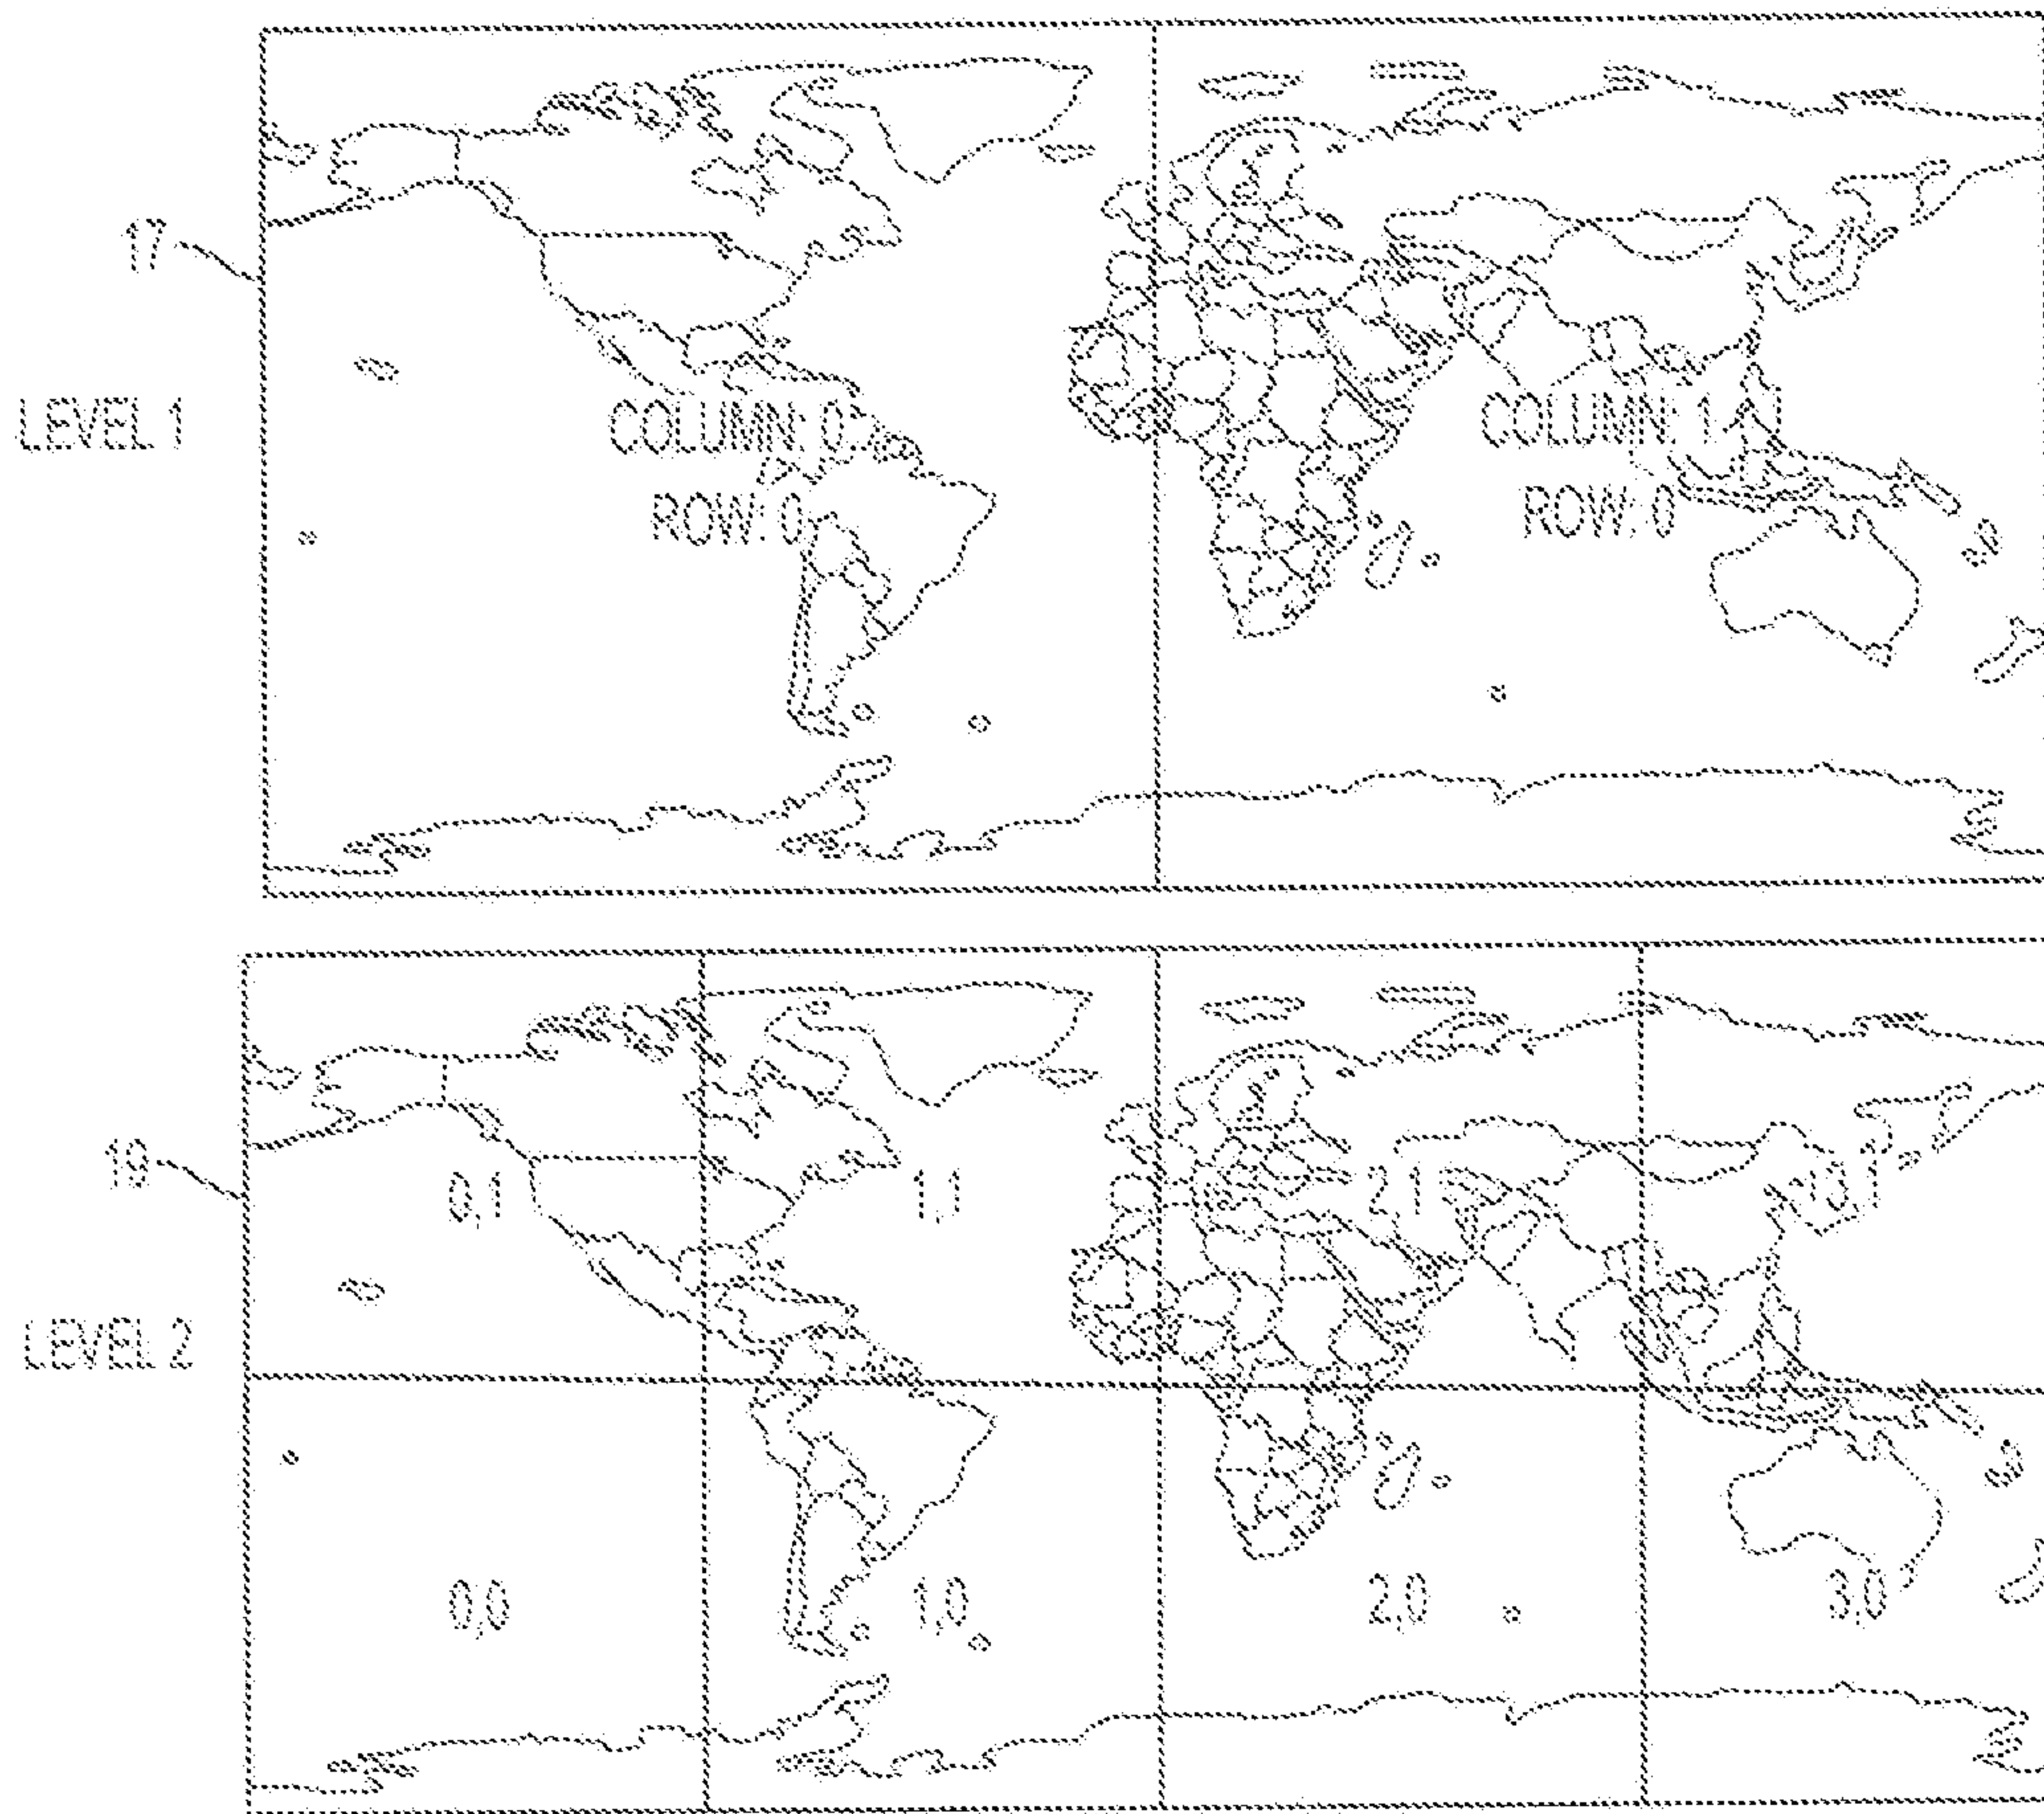 17
LEVEL 1
COLUMN: 0
ROW: 0
COLUMN: 1
ROW: 0
19
LEVEL 2
0,1
1,1
2,1
3,1
0,0
1,0
2,0
3,0